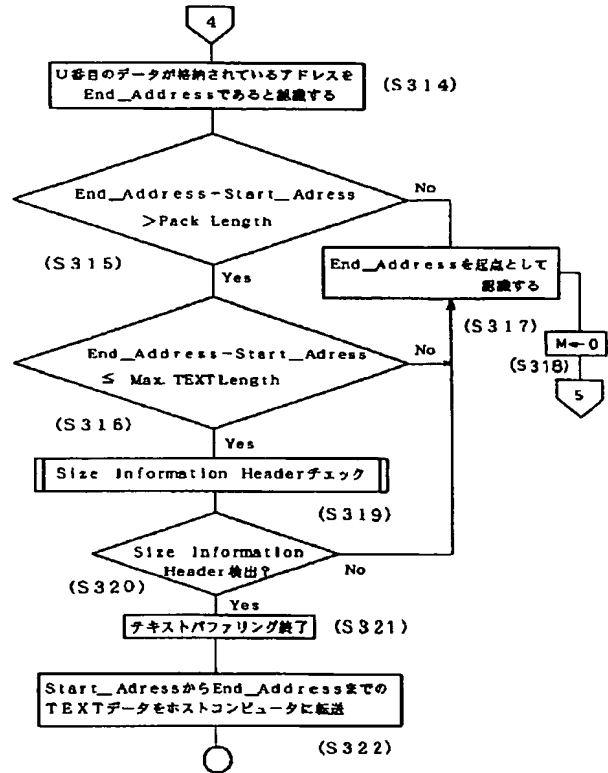 4
U番目のデータが格納されているアドレスを
End_Addressであると認識する
(S314)
End_Address-Start_Adress
>Pack Length
No
(S315)
Yes
End_Addressを起点として
認識する
(S317)
End_Address-Start_Adress
≤ Max.TEXTLength
No
M←0
(S318)
5
(S316)
Yes
Size Information Headerチェック
(S319)
Size Information
Header検出?
No
(S320)
Yes
テキストバファリング終了
(S321)
Start_AdressからEnd_Addressまでの
TEXTデータをホストコンピュータに転送
(S322)